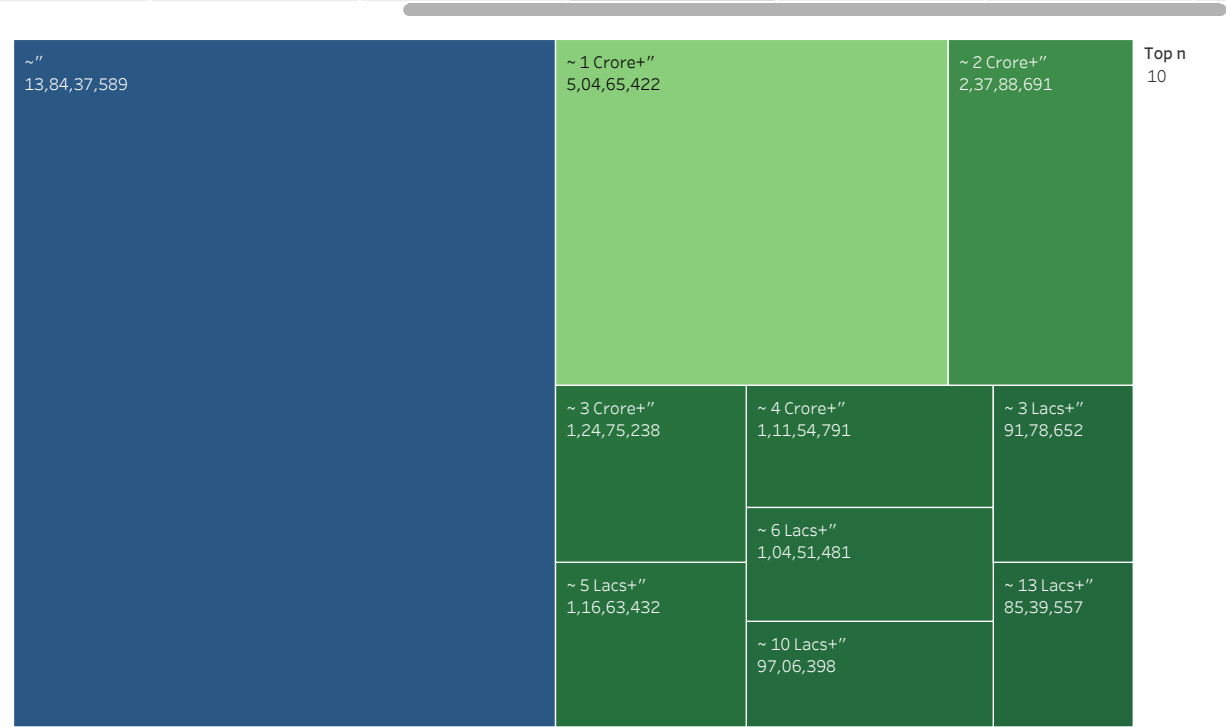 ~″
13,84,37,589
~ 1 Crore+″
5,04,65,422
~ 2 Crore+″
2,37,88,691
~ 3 Crore+″
1,24,75,238
~ 4 Crore+″
1,11,54,791
~ 3 Lacs+″
91,78,652
~ 6 Lacs+″
1,04,51,481
~ 5 Lacs+″
1,16,63,432
~ 13 Lacs+″
85,39,557
~ 10 Lacs+″
97,06,398
Top n
10